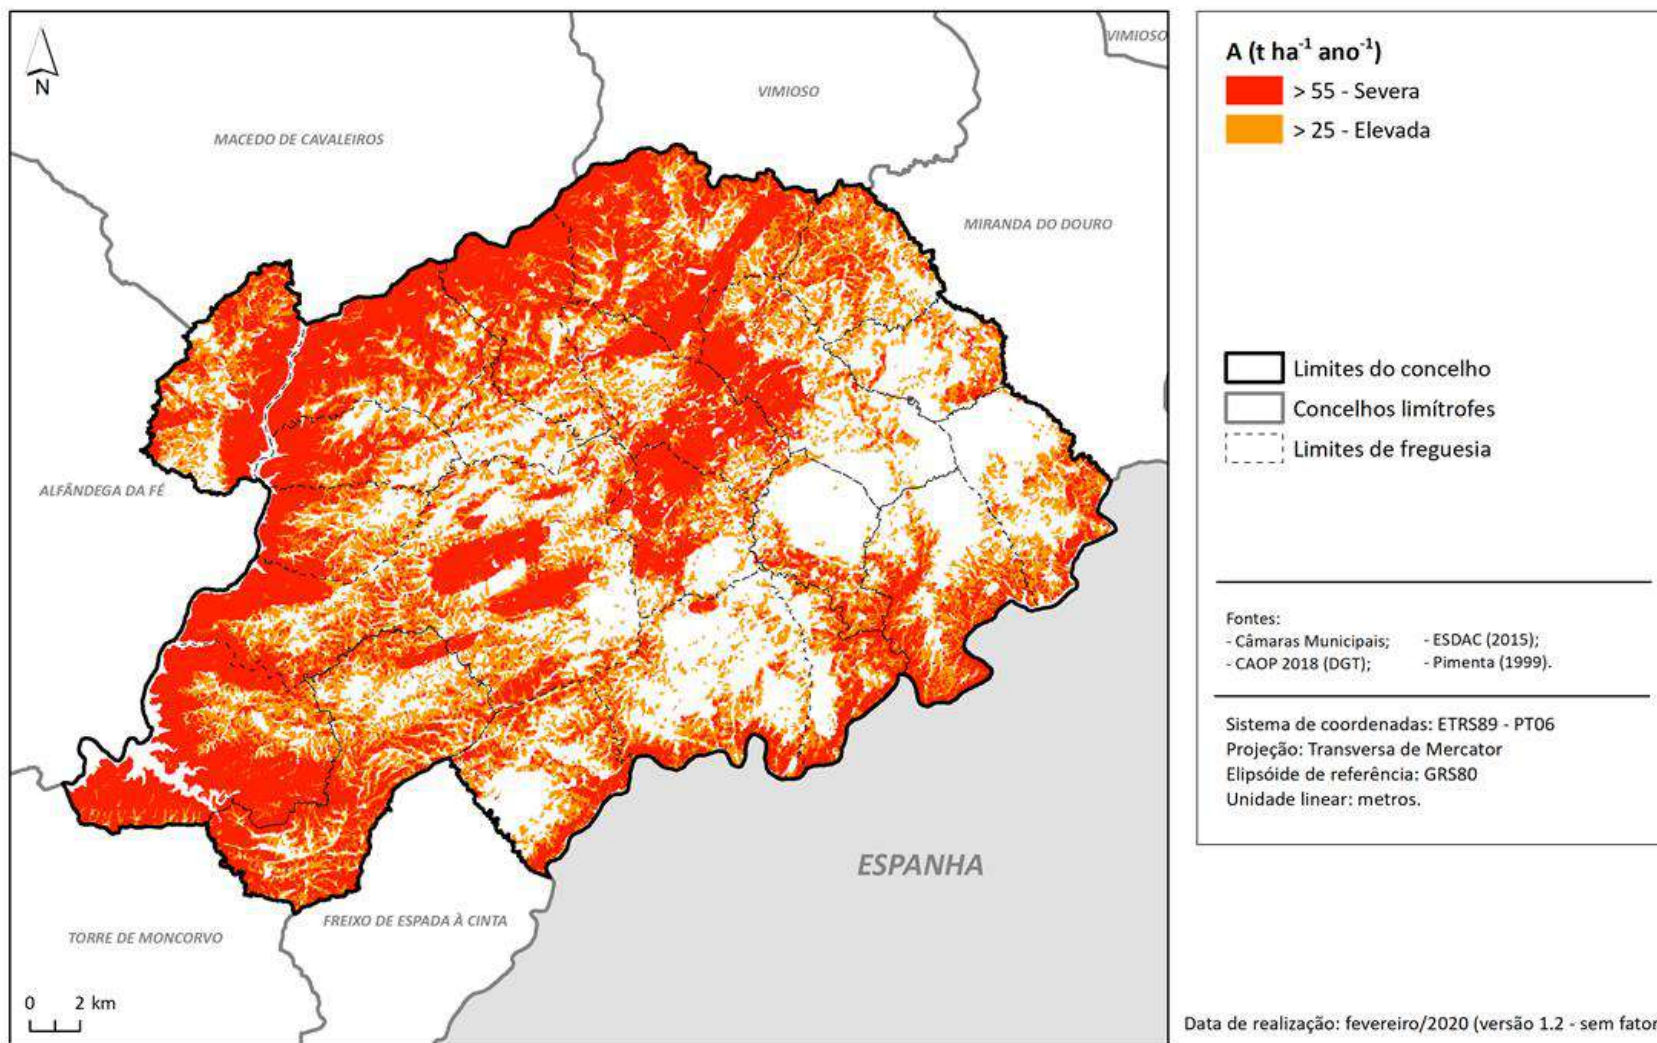 N
VIMIOSO
VIMIOSO
MACEDO DE CAVALEIROS
MIRANDA DO DOURO
ALFÂNDEGA DA FÉ
ESPANHA
FREIXO DE ESPADA À CINTA
TORRE DE MONCORVO
0 2 km
A (t ha⁻¹ ano⁻¹)
> 55 - Severa
> 25 - Elevada
Limites do concelho
Concelhos limítrofes
Limites de freguesia
Fontes:
- Câmaras Municipais; - ESDAC (2015);
- CAOP 2018 (DGT); - Pimenta (1999).
Sistema de coordenadas: ETRS89 - PT06
Projeção: Transversa de Mercator
Elipsóide de referência: GRS80
Unidade linear: metros.
Data de realização: fevereiro/2020 (versão 1.2 - sem fator